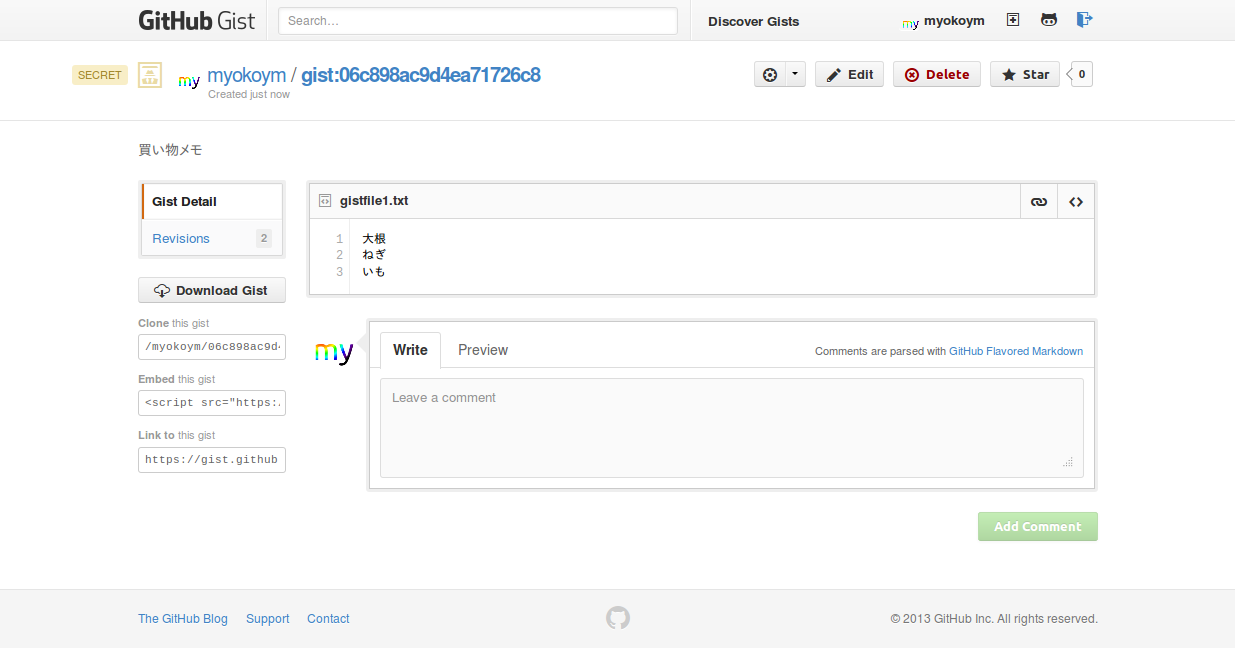 GitHub Gist Search… Discover Gists my myokoym
SECRET my myokoym / gist:06c898ac9d4ea71726c8 Edit Delete Star 0
Created just now
買い物メモ
Gist Detail
Revisions 2
Download Gist
Clone this gist
/myokoym/06c898ac9d
Embed this gist
<script src="https:
Link to this gist
https://gist.github
gistfile1.txt
1 大根
2 ねぎ
3 いも
my
Write Preview Comments are parsed with GitHub Flavored Markdown
Leave a comment
Add Comment
The GitHub Blog Support Contact © 2013 GitHub Inc. All rights reserved.